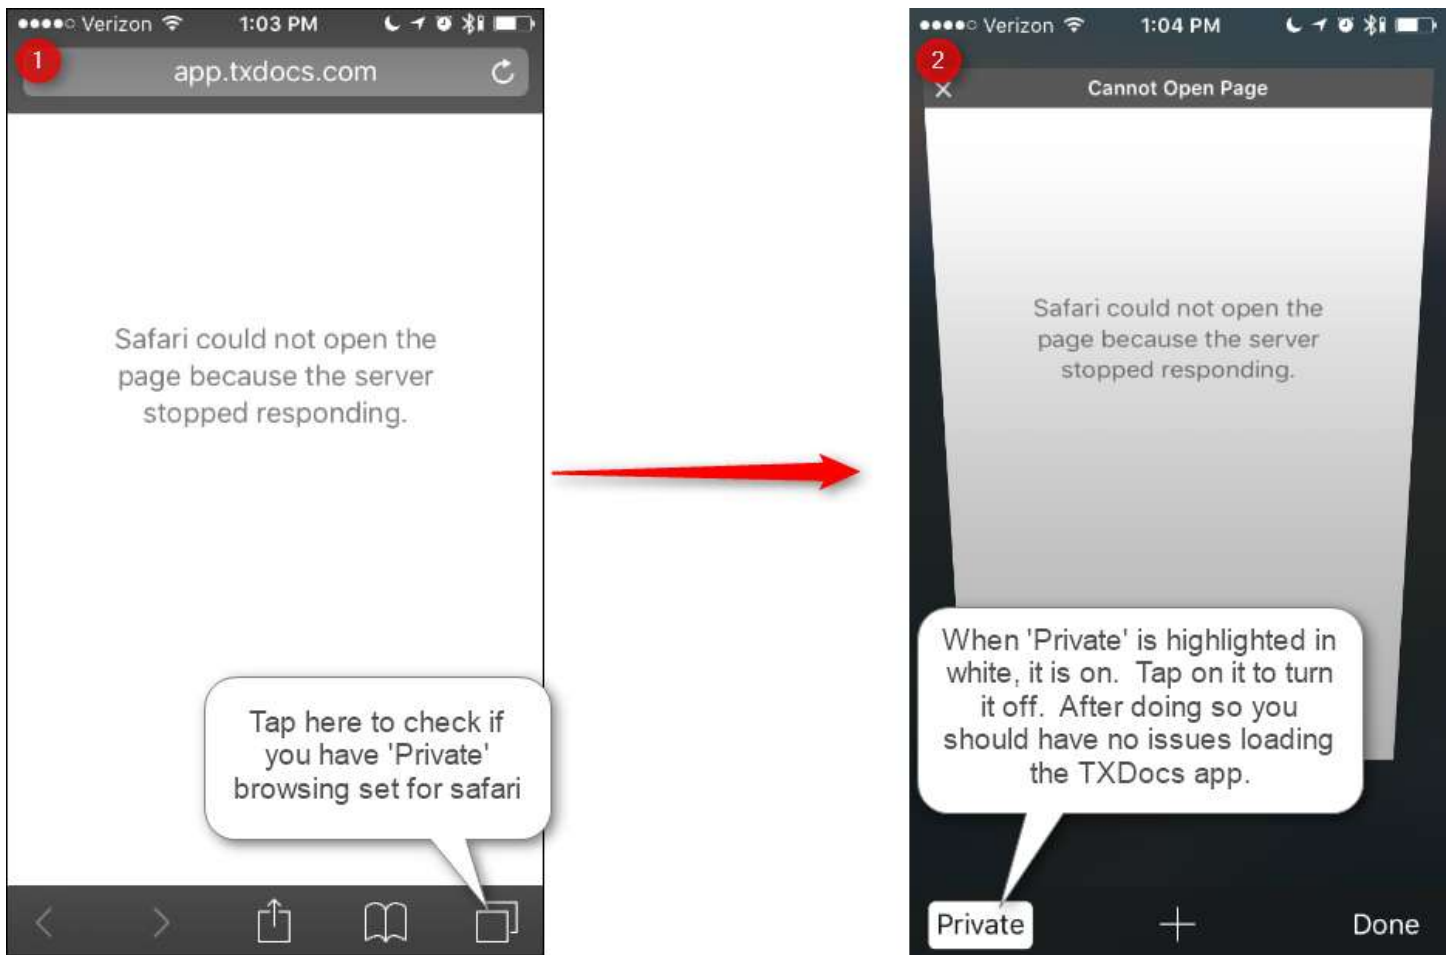 ●●●●○ Verizon 1:03 PM
1
app.txdocs.com
Safari could not open the
page because the server
stopped responding.
Tap here to check if
you have 'Private'
browsing set for safari
●●●●○ Verizon 1:04 PM
2
Cannot Open Page
Safari could not open the
page because the server
stopped responding.
When 'Private' is highlighted in
white, it is on.  Tap on it to turn
it off.  After doing so you
should have no issues loading
the TXDocs app.
Private
Done